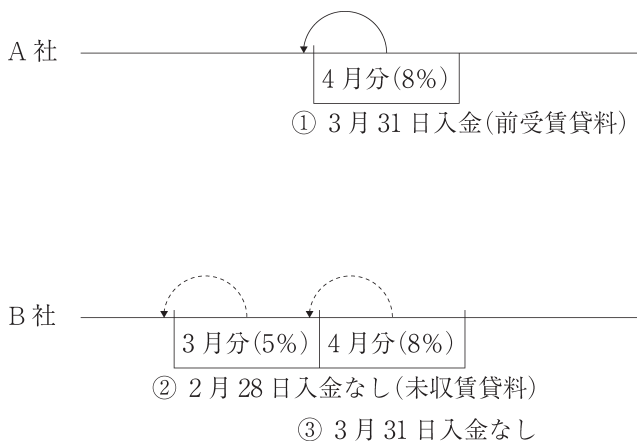 A社
4月分(8%)
① 3月31日入金(前受賃貸料)
B社
3月分(5%) 4月分(8%)
② 2月28日入金なし(未収賃貸料)
③ 3月31日入金なし